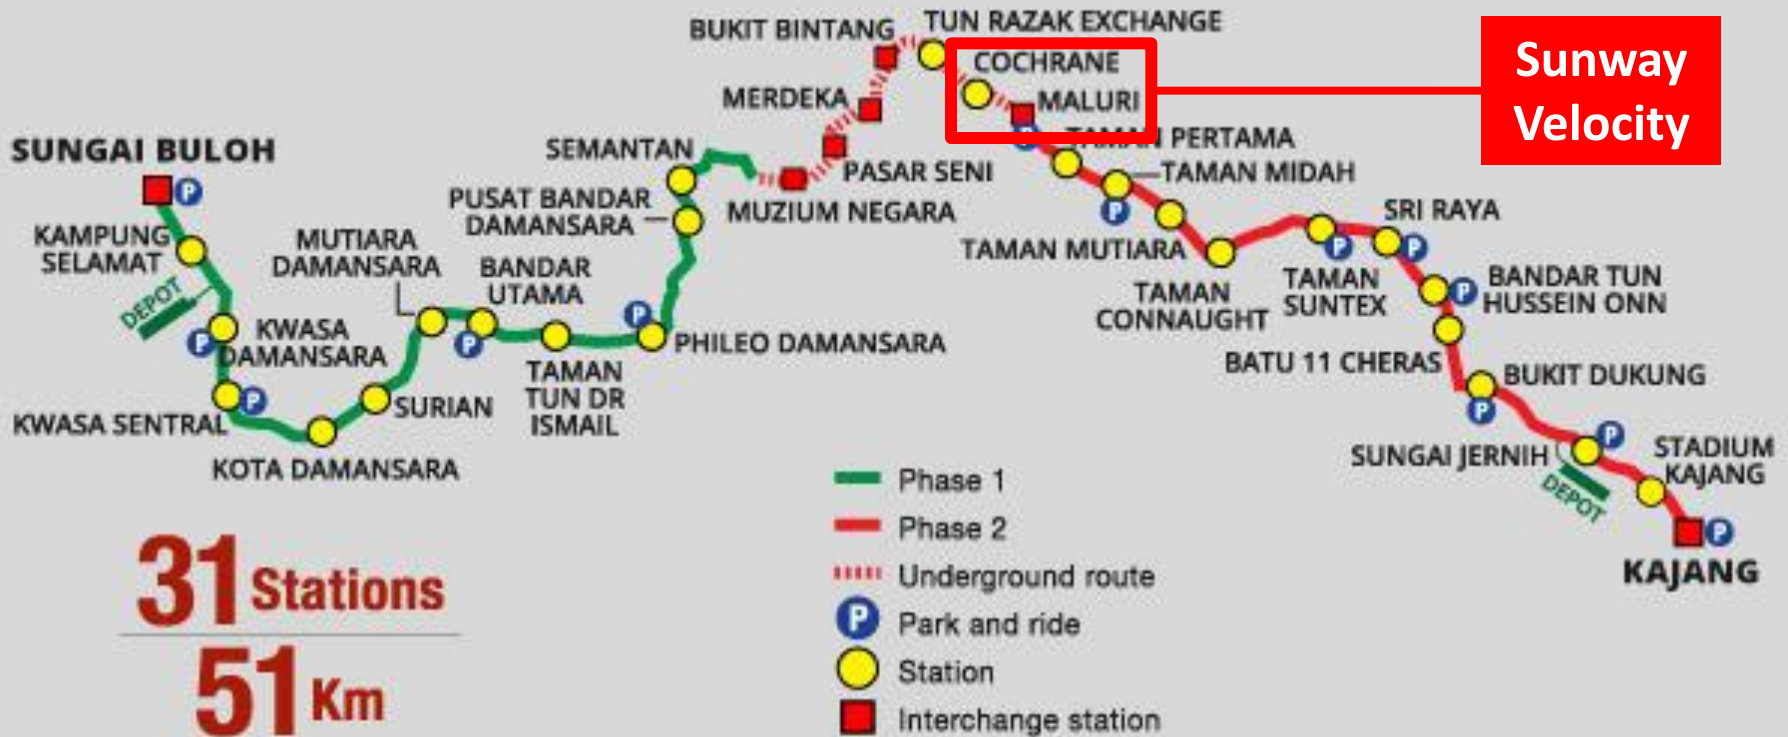 BUKIT BINTANG
TUN RAZAK EXCHANGE
COCHRANE
MERDEKA
MALURI
P
TAMAN PERTAMA
Sunway
Velocity
SUNGAI BULOH
P
SEMANTAN
PASAR SENI
TAMAN MIDAH
P
PUSAT BANDAR
DAMANSARA
MUZIUM NEGARA
SRI RAYA
P
P
KAMPUNG
SELAMAT
MUTIARA
DAMANSARA
BANDAR
UTAMA
P
TAMAN MUTIARA
TAMAN
CONNAUGHT
TAMAN
SUNTEX
P
BANDAR TUN
HUSSEIN ONN
DEPOT
P
KWASA
DAMANSARA
P
PHILEO DAMANSARA
BATU 11 CHERAS
TAMAN
TUN DR
ISMAIL
BUKIT DUKUNG
P
KWASA SENTRAL
P
SURIAN
KOTA DAMANSARA
SUNGAI JERNIH
P
DEPOT
STADIUM
KAJANG
P
KAJANG
31 Stations
51 Km
Phase 1
Phase 2
Underground route
P Park and ride
Station
Interchange station